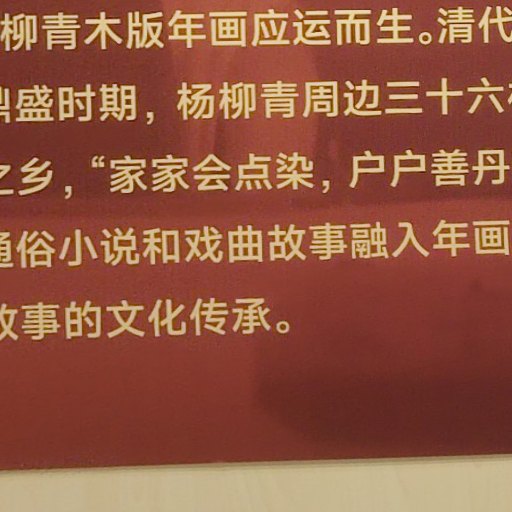 柳青木版年画应运而生。清代
鼎盛时期，杨柳青周边三十六
之乡，“家家会点染，户户善丹
通俗小说和戏曲故事融入年画
故事的文化传承。